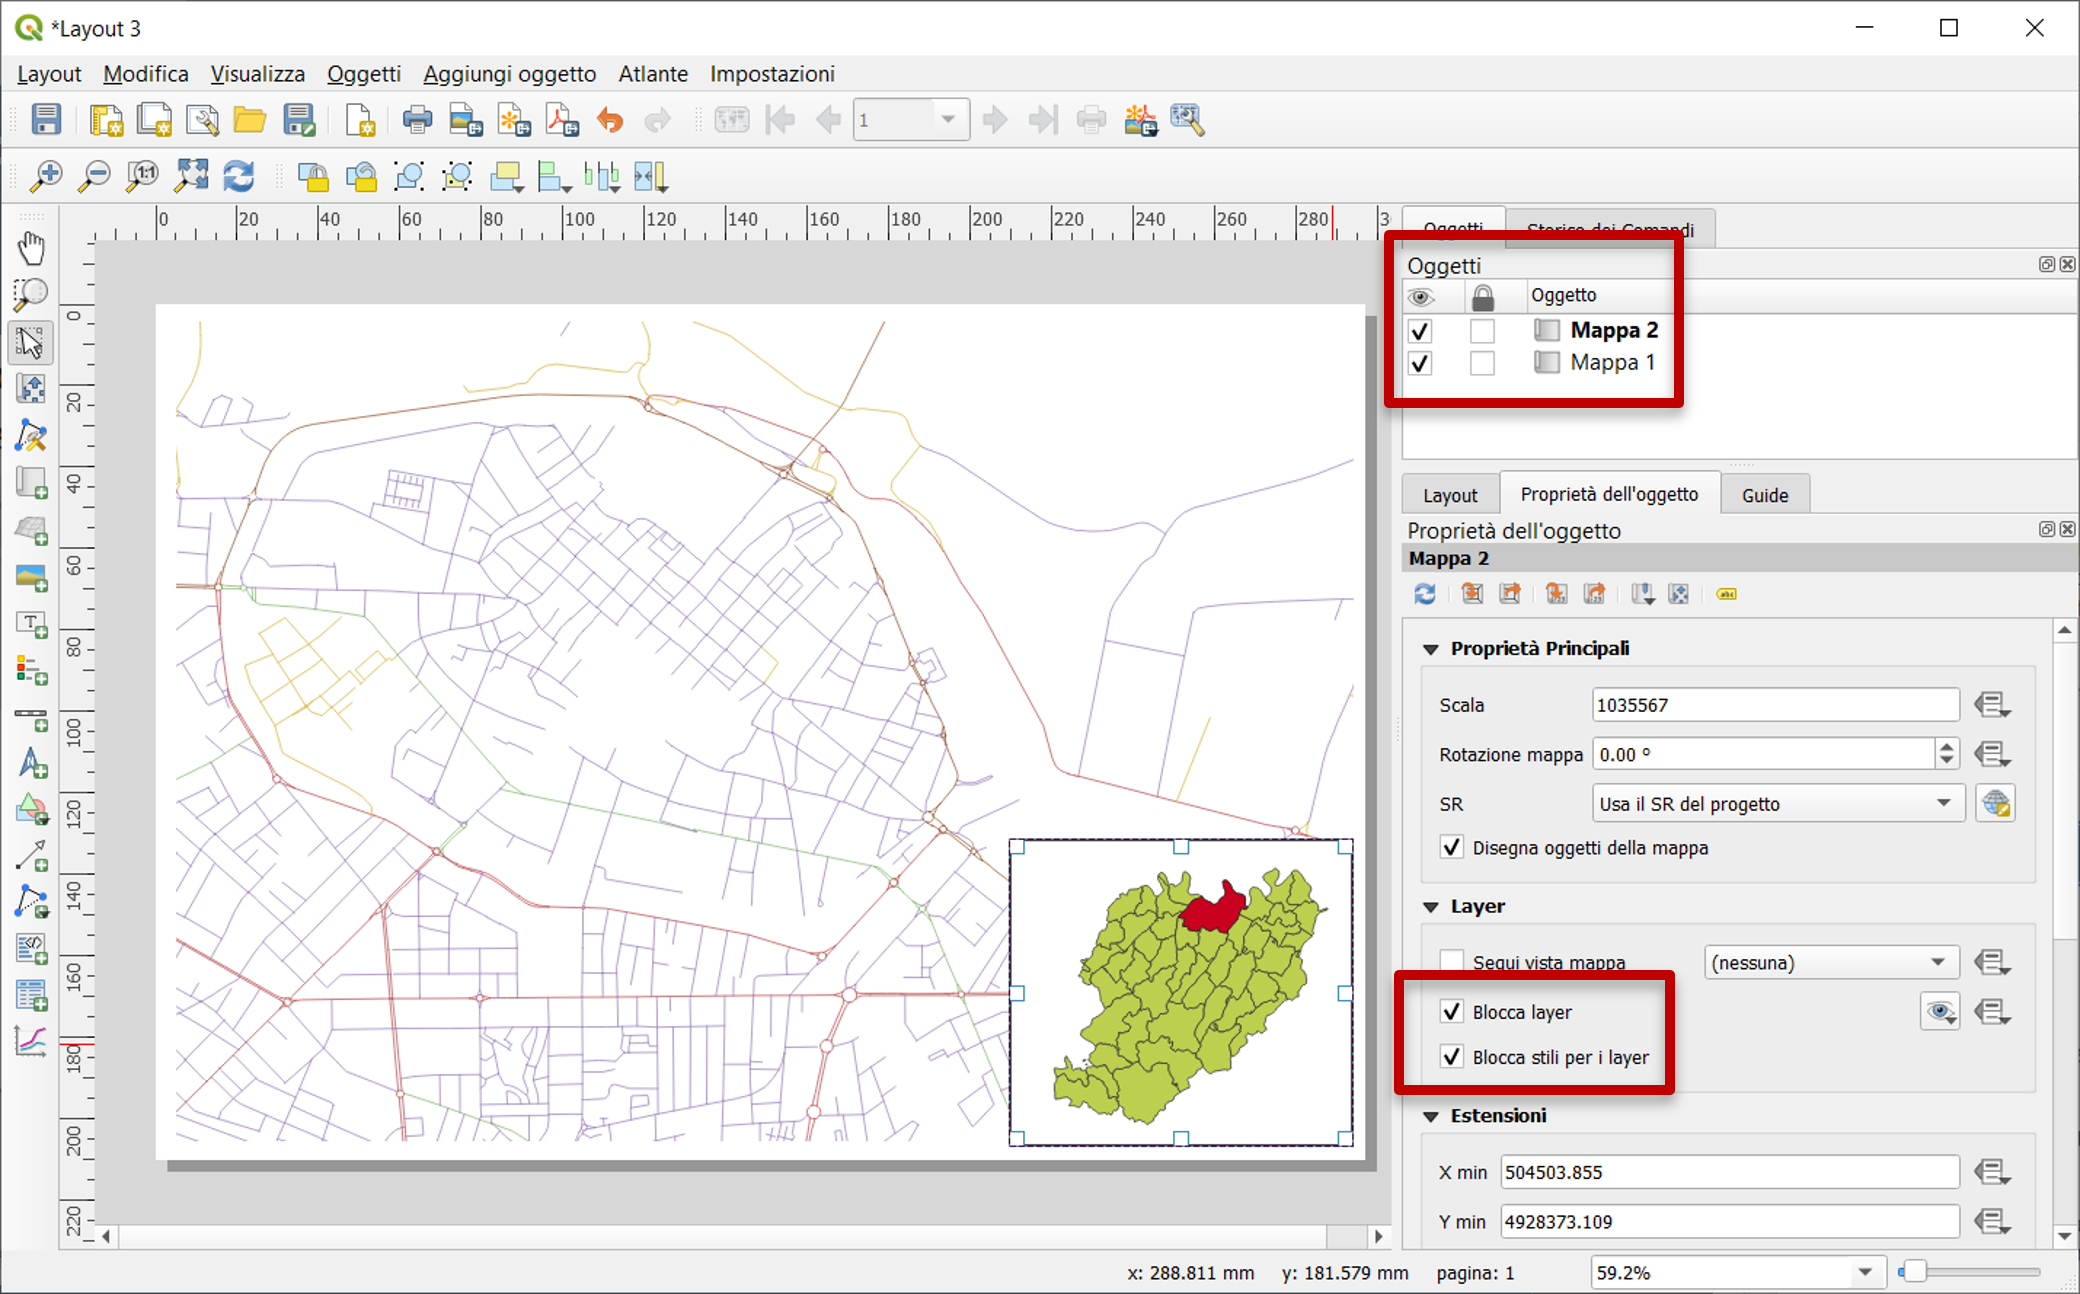 *Layout 3
Layout Modifica Visualizza Oggetti Aggiungi oggetto Atlante Impostazioni
1
1:1
0 20 40 60 80 100 120 140 160 180 200 220 240 260 280 3
Oggetti Storico dei Comandi
Oggetti
Oggetto
Mappa 2
Mappa 1
Layout Proprietà dell'oggetto Guide
Proprietà dell'oggetto
Mappa 2
abc
Proprietà Principali
Scala 1035567
Rotazione mappa 0.00 °
SR Usa il SR del progetto
Disegna oggetti della mappa
Layer
Segui vista mappa (nessuna)
Blocca layer
Blocca stili per i layer
Estensioni
X min 504503.855
Y min 4928373.109
0
20
40
60
80
100
120
140
160
180
200
220
x: 288.811 mm y: 181.579 mm pagina: 1 59.2%